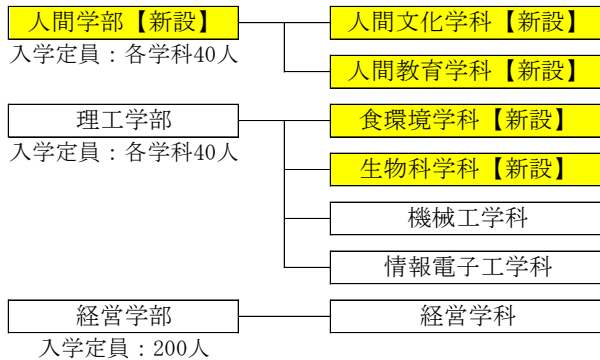 人間学部【新設】
人間文化学科【新設】
入学定員：各学科40人
人間教育学科【新設】
理工学部
食環境学科【新設】
入学定員：各学科40人
生物科学科【新設】
機械工学科
情報電子工学科
経営学部
経営学科
入学定員：200人